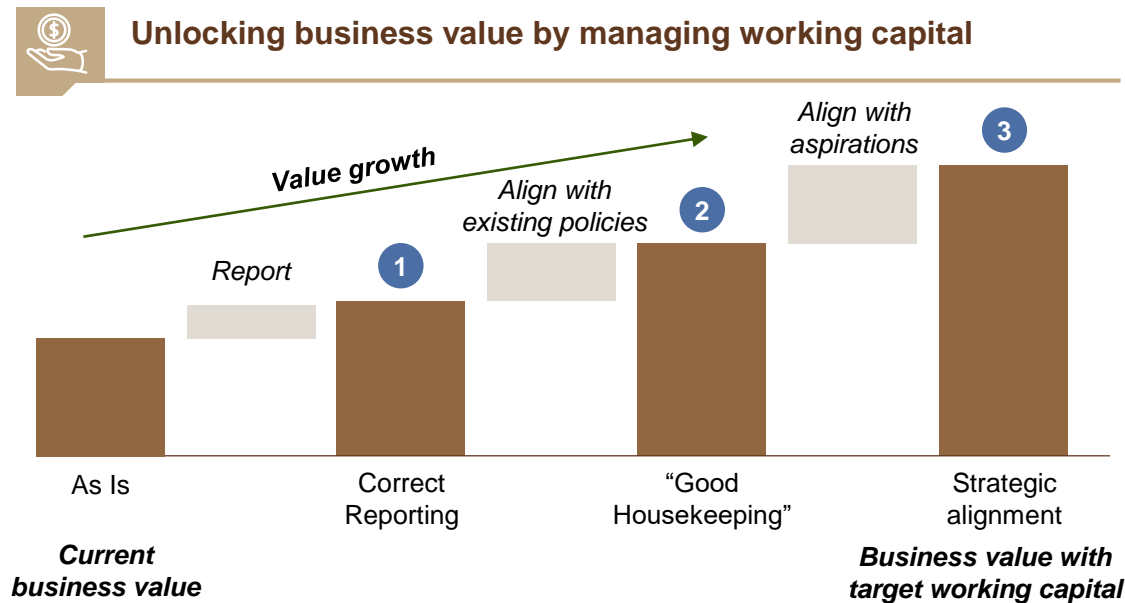 $
Unlocking business value by managing working capital
Value growth
Report
1
Align with
existing policies
2
Align with
aspirations
3
As Is
Correct
Reporting
“Good
Housekeeping”
Strategic
alignment
Current
business value
Business value with
target working capital